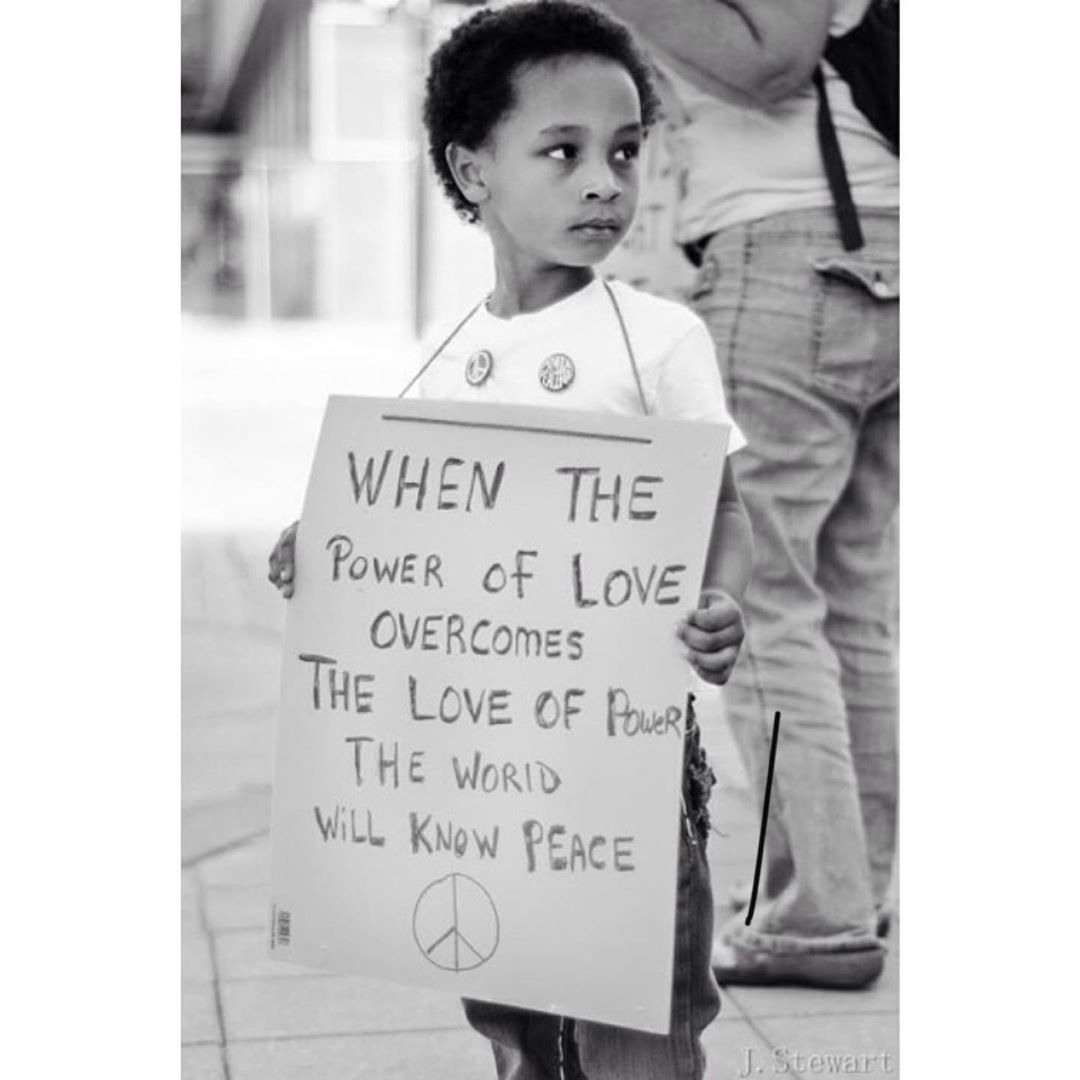 WHEN THE
POWER OF LOVE
OVERCOMES
THE LOVE OF POWER
THE WORLD
WiLL KNOW PEACE
J. Stewart